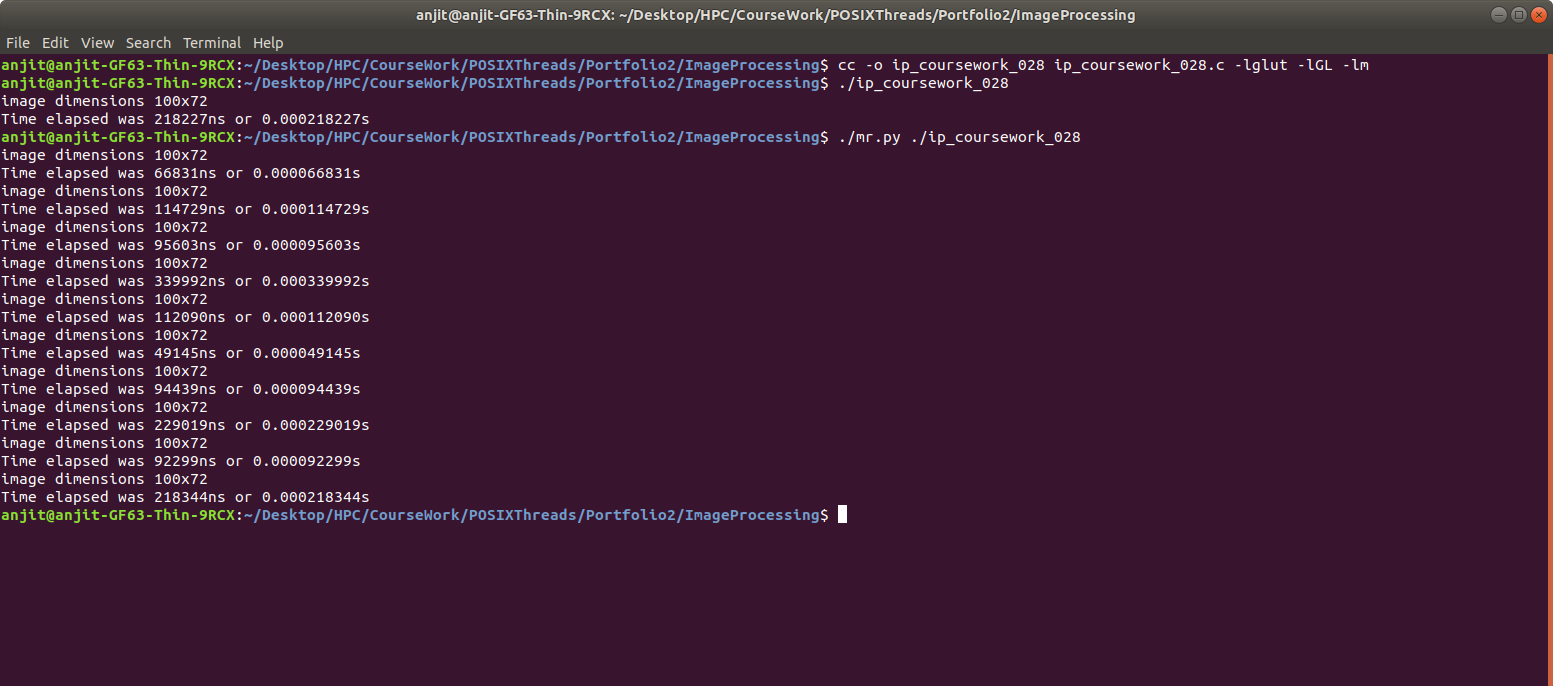 anjit@anjit-GF63-Thin-9RCX: ~/Desktop/HPC/CourseWork/POSIXThreads/Portfolio2/ImageProcessing
File Edit View Search Terminal Help
anjit@anjit-GF63-Thin-9RCX:~/Desktop/HPC/CourseWork/POSIXThreads/Portfolio2/ImageProcessing$ cc -o ip_coursework_028 ip_coursework_028.c -lglut -lGL -lm
anjit@anjit-GF63-Thin-9RCX:~/Desktop/HPC/CourseWork/POSIXThreads/Portfolio2/ImageProcessing$ ./ip_coursework_028
image dimensions 100x72
Time elapsed was 218227ns or 0.000218227s
anjit@anjit-GF63-Thin-9RCX:~/Desktop/HPC/CourseWork/POSIXThreads/Portfolio2/ImageProcessing$ ./mr.py ./ip_coursework_028
image dimensions 100x72
Time elapsed was 66831ns or 0.000066831s
image dimensions 100x72
Time elapsed was 114729ns or 0.000114729s
image dimensions 100x72
Time elapsed was 95603ns or 0.000095603s
image dimensions 100x72
Time elapsed was 339992ns or 0.000339992s
image dimensions 100x72
Time elapsed was 112090ns or 0.000112090s
image dimensions 100x72
Time elapsed was 49145ns or 0.000049145s
image dimensions 100x72
Time elapsed was 94439ns or 0.000094439s
image dimensions 100x72
Time elapsed was 229019ns or 0.000229019s
image dimensions 100x72
Time elapsed was 92299ns or 0.000092299s
image dimensions 100x72
Time elapsed was 218344ns or 0.000218344s
anjit@anjit-GF63-Thin-9RCX:~/Desktop/HPC/CourseWork/POSIXThreads/Portfolio2/ImageProcessing$